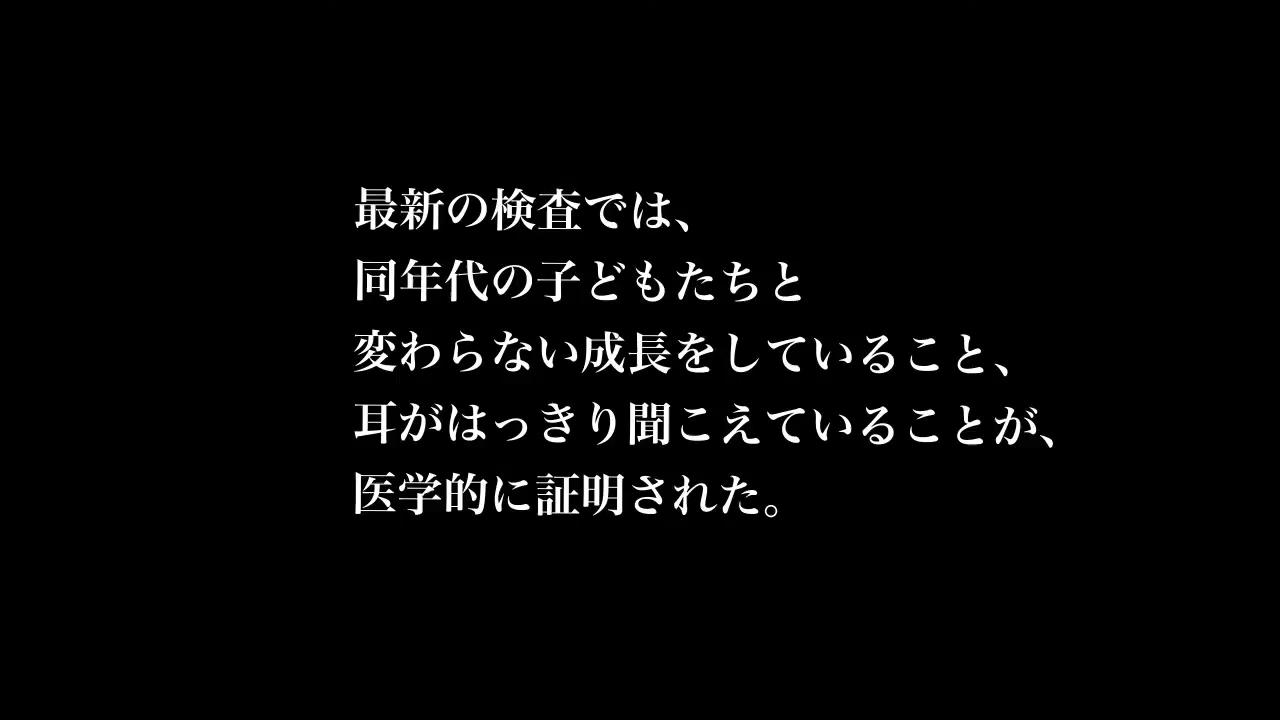 最新の検査では、
同年代の子どもたちと
変わらない成長をしていること、
耳がはっきり聞こえていることが、
医学的に証明された。